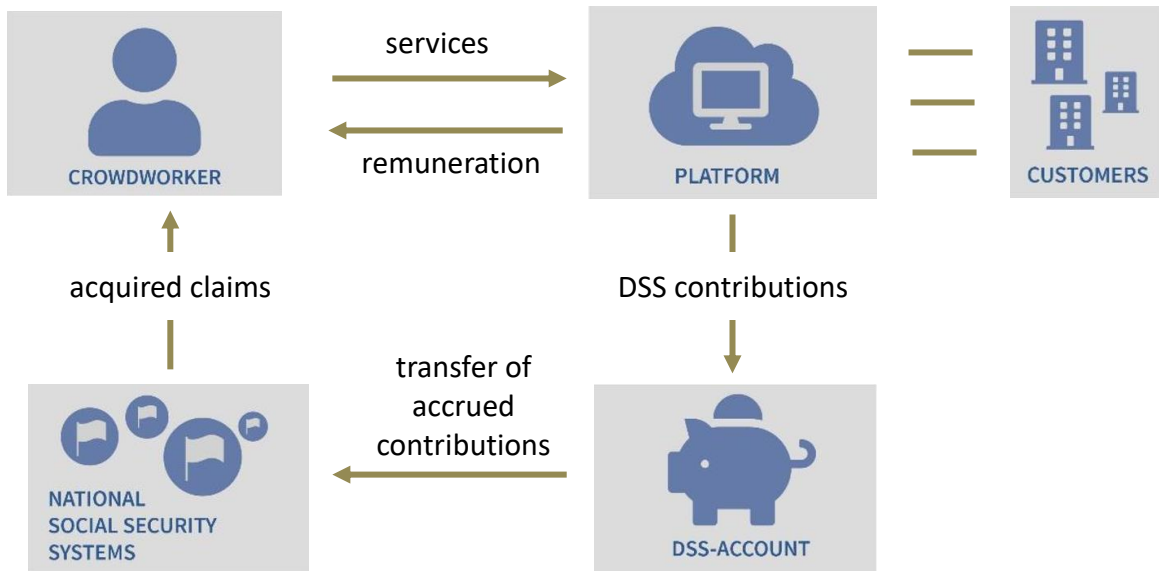 services
remuneration
CROWDWORKER
PLATFORM
CUSTOMERS
acquired claims
DSS contributions
transfer of
accrued
contributions
NATIONAL
SOCIAL SECURITY
SYSTEMS
DSS-ACCOUNT